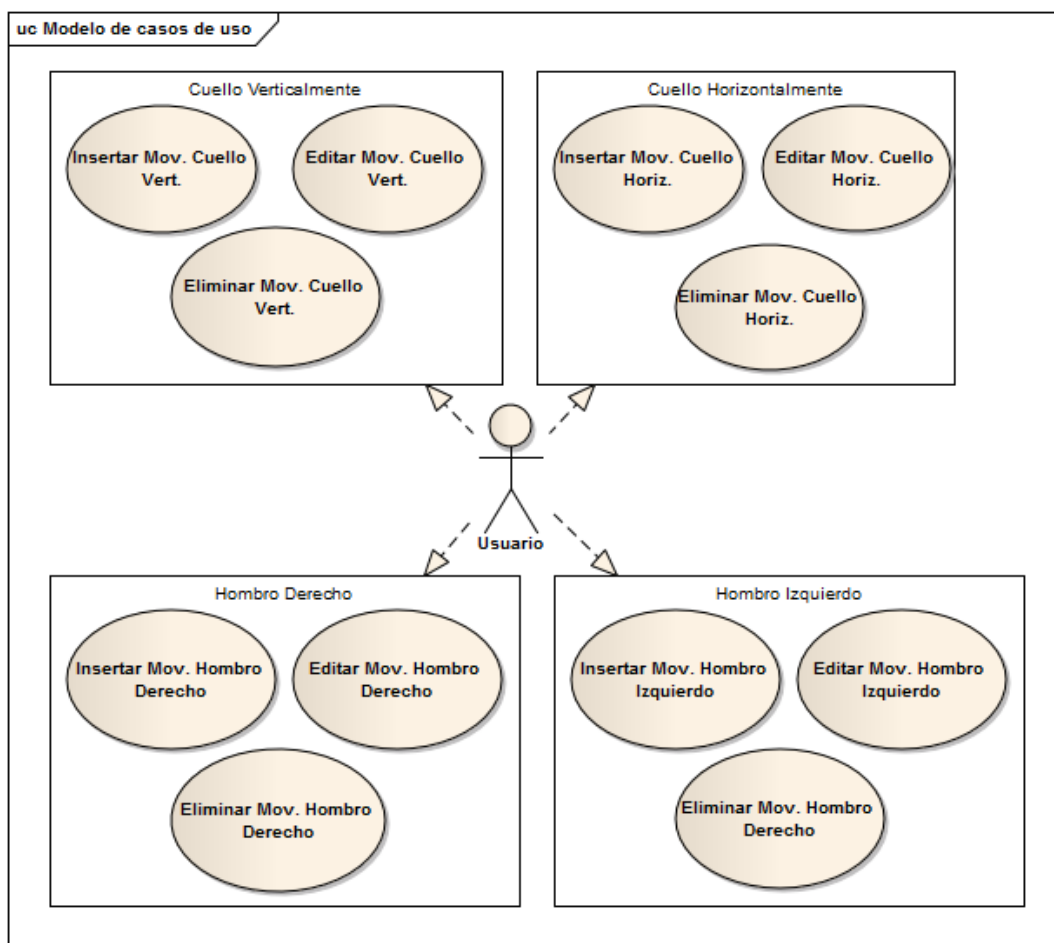 uc Modelo de casos de uso
Cuello Verticalmente
Insertar Mov. Cuello
Vert.
Editar Mov. Cuello
Vert.
Eliminar Mov. Cuello
Vert.
Cuello Horizontalmente
Insertar Mov. Cuello
Horiz.
Editar Mov. Cuello
Horiz.
Eliminar Mov. Cuello
Horiz.
Usuario
Hombro Derecho
Insertar Mov. Hombro
Derecho
Editar Mov. Hombro
Derecho
Eliminar Mov. Hombro
Derecho
Hombro Izquierdo
Insertar Mov. Hombro
Izquierdo
Editar Mov. Hombro
Izquierdo
Eliminar Mov. Hombro
Derecho